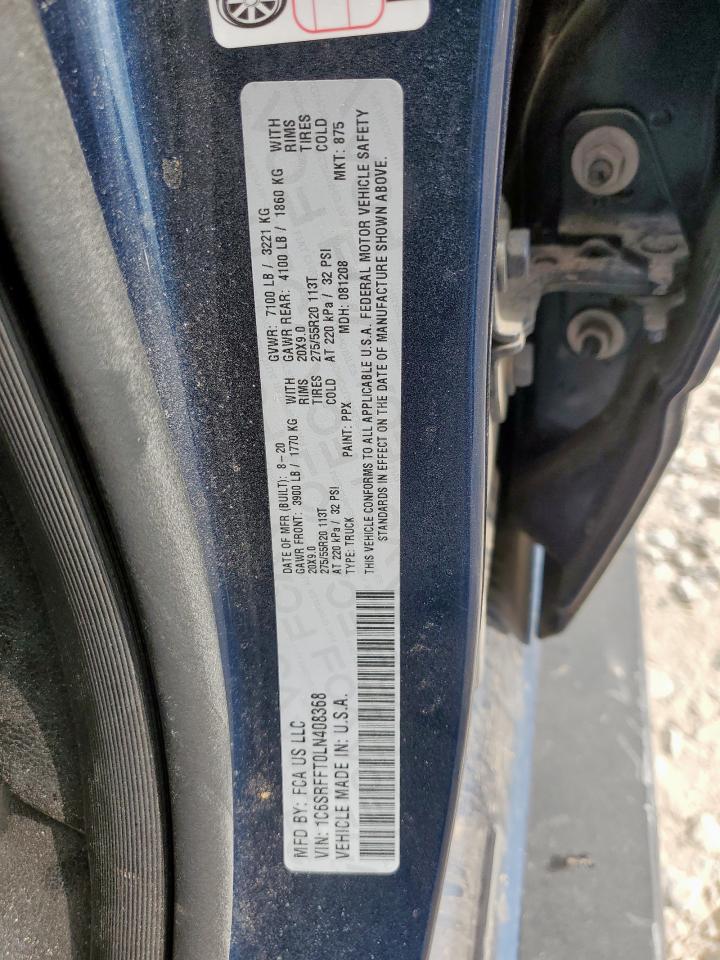 MFD BY: FCA US LLC
VIN: 1C6SRFFT0LN408368
VEHICLE MADE IN: U.S.A.
DATE OF MFR (BUILT): 8-20 GVWR: 7100 LB / 3221 KG
GAWR FRONT: 3900 LB / 1770 KG WITH GAWR REAR: 4100 LB / 1860 KG WITH
20X9.0 RIMS 20X9.0 RIMS
275/55R20 113T TIRES 275/55R20 113T TIRES
AT 220 kPa / 32 PSI COLD AT 220 kPa / 32 PSI COLD
TYPE: TRUCK PAINT: PPX MDH: 081208 MKT: 875
THIS VEHICLE CONFORMS TO ALL APPLICABLE U.S.A. FEDERAL MOTOR VEHICLE SAFETY
STANDARDS IN EFFECT ON THE DATE OF MANUFACTURE SHOWN ABOVE.